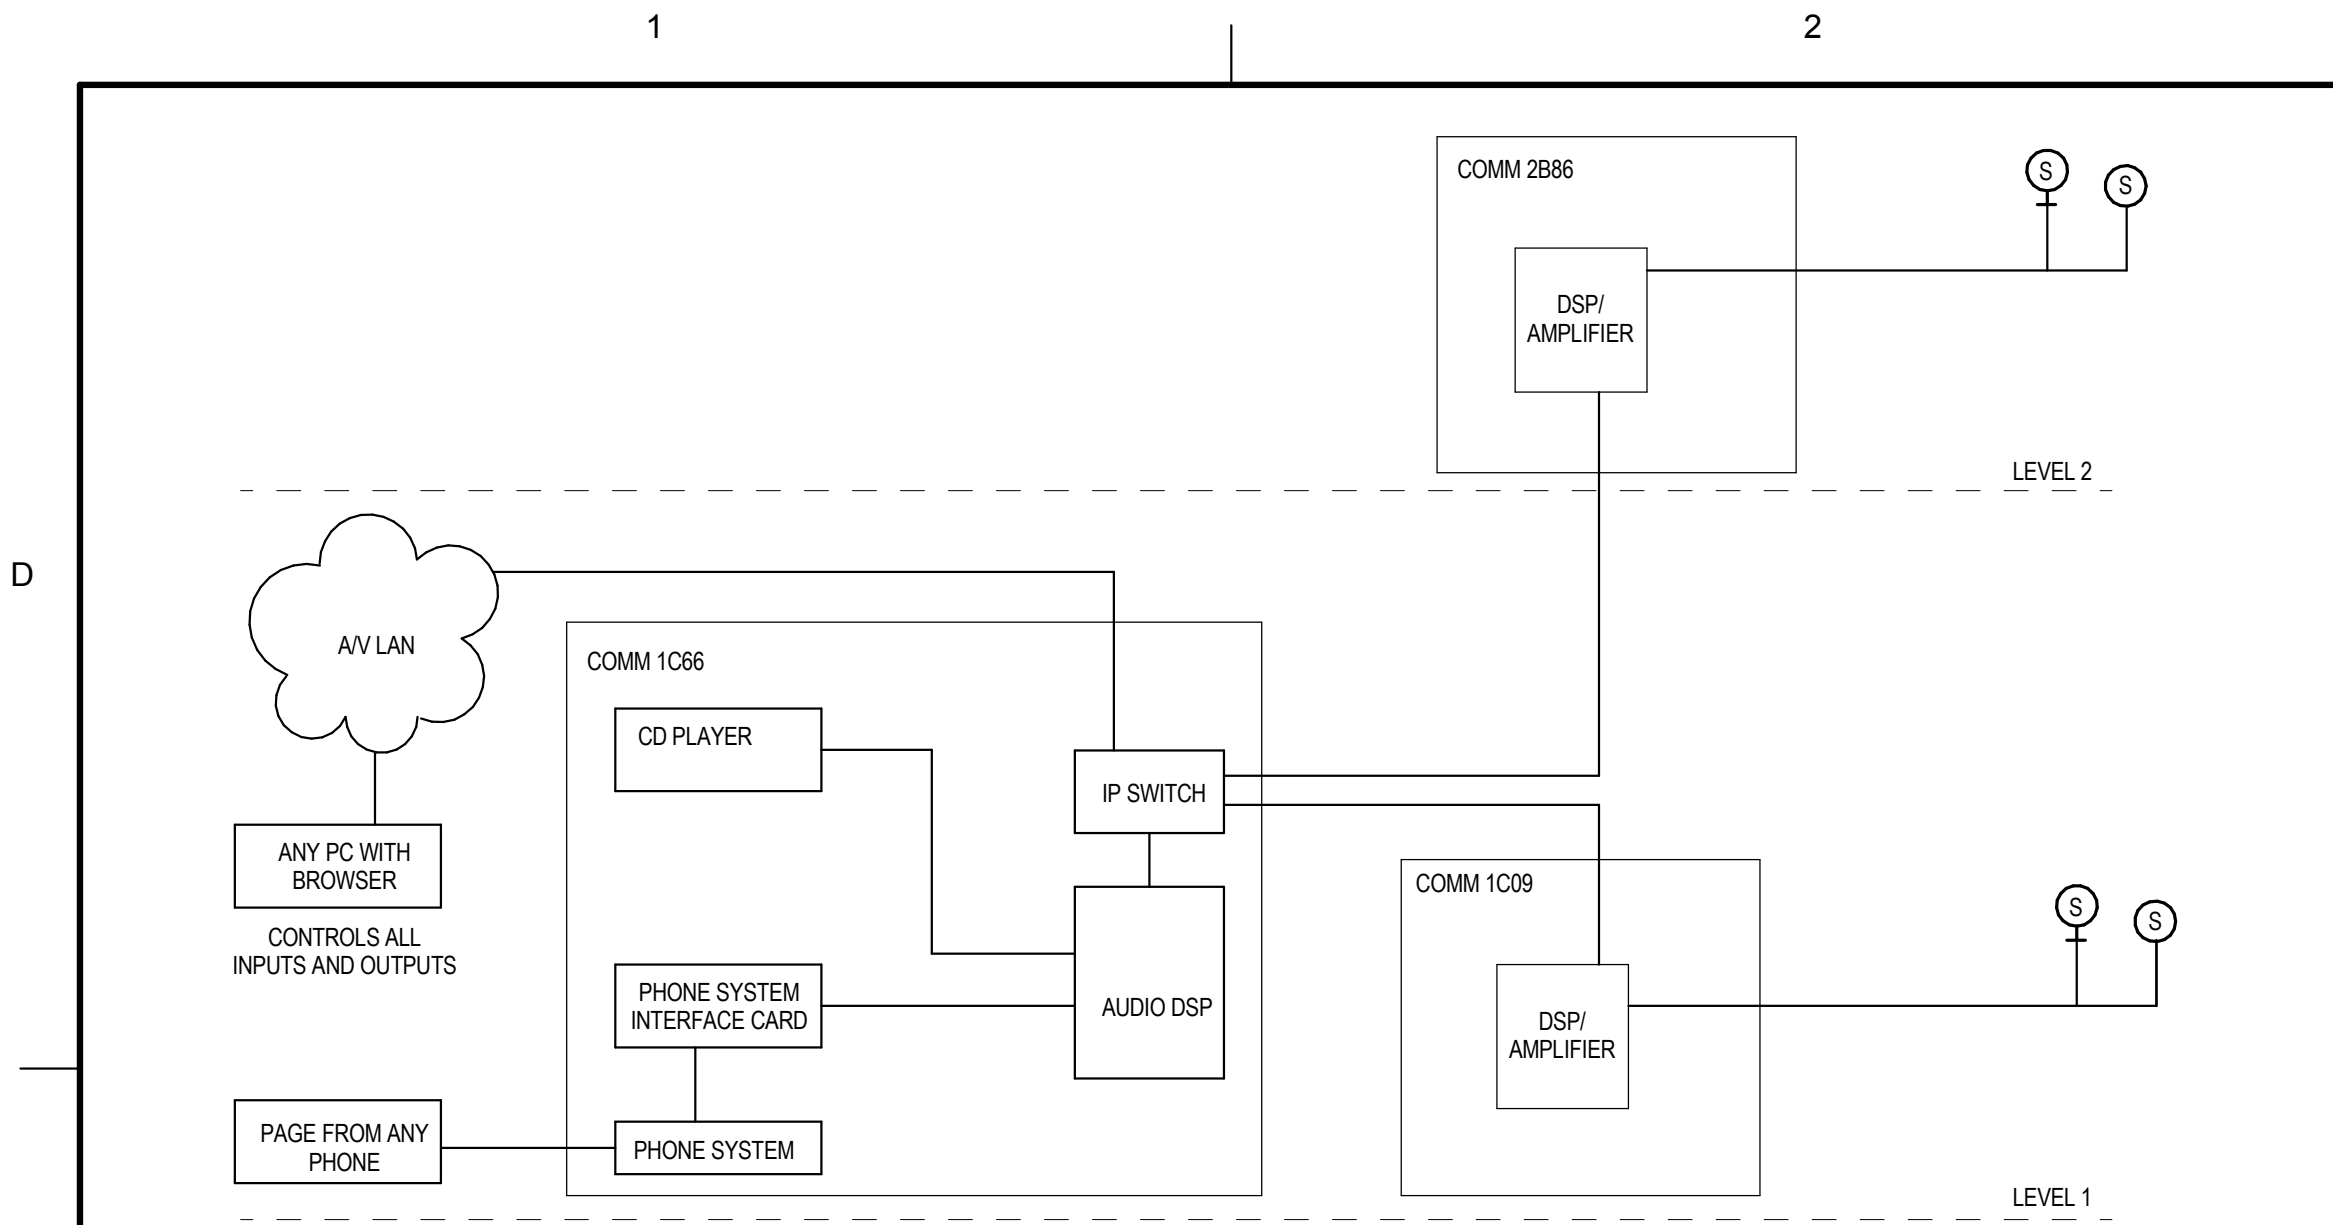 1
2
COMM 2B86
S
S
DSP/
AMPLIFIER
LEVEL 2
D
A/V LAN
COMM 1C66
CD PLAYER
IP SWITCH
ANY PC WITH
BROWSER
CONTROLS ALL
INPUTS AND OUTPUTS
COMM 1C09
S
S
PHONE SYSTEM
INTERFACE CARD
AUDIO DSP
DSP/
AMPLIFIER
PAGE FROM ANY
PHONE
PHONE SYSTEM
LEVEL 1